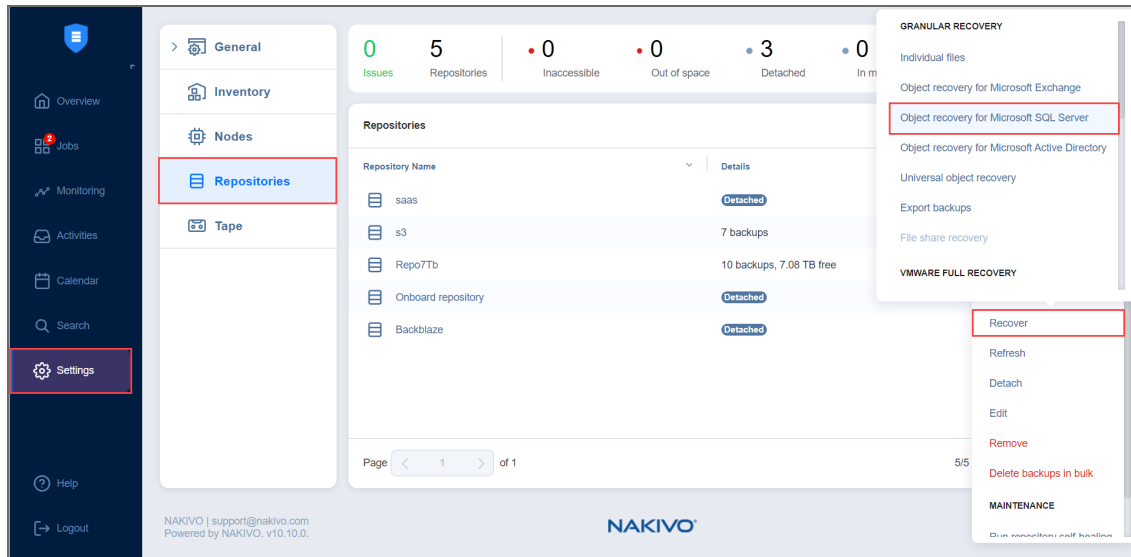 Overview
2
Jobs
Monitoring
Activities
Calendar
Search
Settings
Help
Logout
General
Inventory
Nodes
Repositories
Tape
0
Issues
5
Repositories
0
Inaccessible
0
Out of space
3
Detached
0
In m
Repositories
Repository Name
Details
saas
Detached
s3
7 backups
Repo7Tb
10 backups, 7.08 TB free
Onboard repository
Detached
Backblaze
Detached
Page
1
of 1
5/5
GRANULAR RECOVERY
Individual files
Object recovery for Microsoft Exchange
Object recovery for Microsoft SQL Server
Object recovery for Microsoft Active Directory
Universal object recovery
Export backups
File share recovery
VMWARE FULL RECOVERY
Recover
Refresh
Detach
Edit
Remove
Delete backups in bulk
MAINTENANCE
Run repository self healing
NAKIVO | support@nakivo.com
Powered by NAKIVO. v10.10.0.
NAKIVO